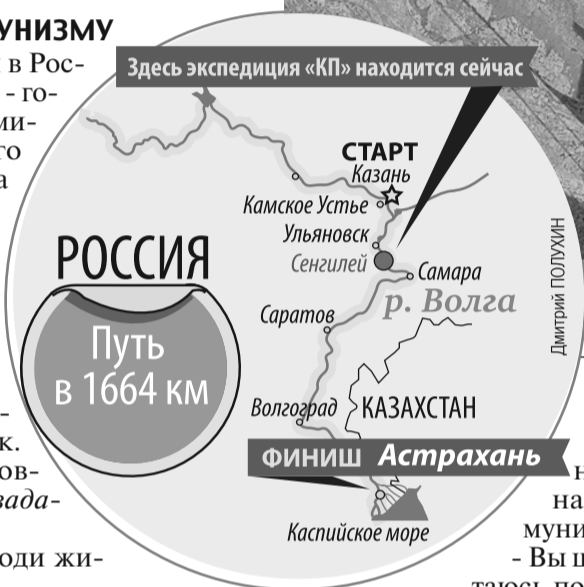 УНИЗМУ
в Рос-
- го-
ми-
го
а
Здесь экспедиция «КП» находится сейчас
СТАРТ
Казань
Камское Устье
Ульяновск
Сенгилей
Самара
р. Волга
Саратов
РОССИЯ
Путь
в 1664 км
Волгоград
КАЗАХСТАН
ФИНИШ Астрахань
Каспийское море
Дмитрий ПОЛУХИН
-
к.
ов-
вада-
оди жи-
н
на
муни
- Вы п